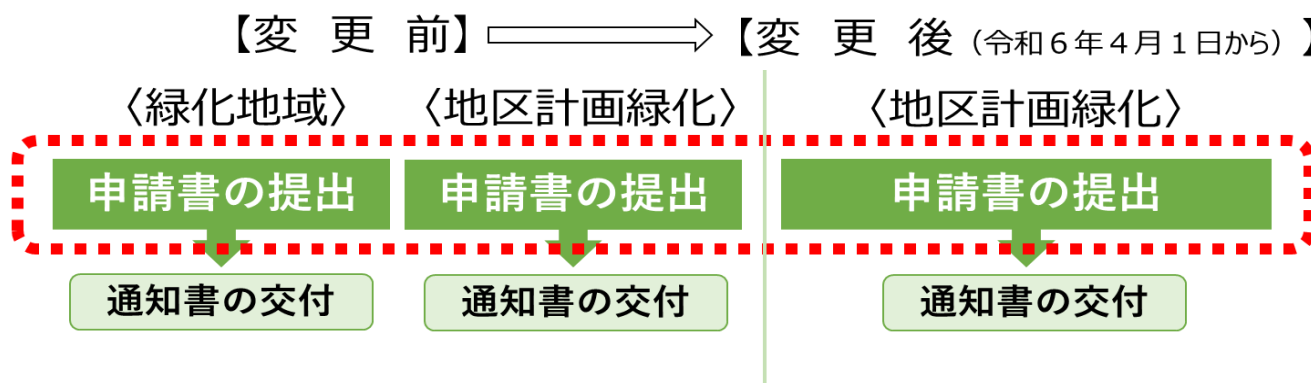 【変 更 前】 【変 更 後（令和６年４月１日から）】
〈緑化地域〉 〈地区計画緑化〉 〈地区計画緑化〉
申請書の提出 申請書の提出 申請書の提出
通知書の交付 通知書の交付 通知書の交付